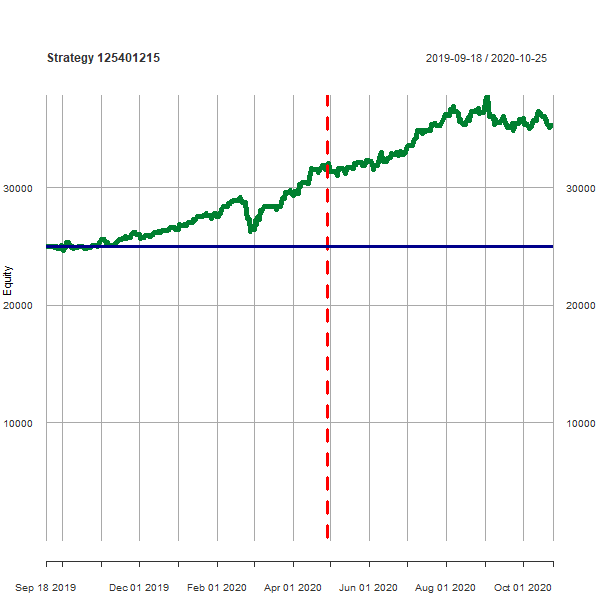 Strategy 125401215
2019-09-18 / 2020-10-25
30000
30000
Equity
20000
20000
10000
10000
Sep 18 2019
Dec 01 2019
Feb 01 2020
Apr 01 2020
Jun 01 2020
Aug 01 2020
Oct 01 2020